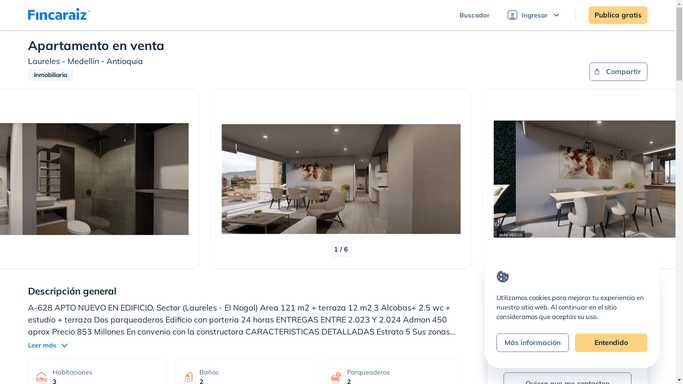 Fincaraiz
Buscador
Ingresar
Publica gratis
Apartamento en venta
Laureles - Medellín - Antioquia
Inmobiliaria
Compartir
1 / 6
Descripción general
A-628 APTO NUEVO EN EDIFICIO, Sector (Laureles - El Nogal) Area 121 m2 + terraza 12 m2 3 Alcobas+ 2.5 wc +
estudio + terraza Dos parqueaderos Edificio con porteria 24 horas ENTREGAS ENTRE 2.023 Y 2.024 Admon 450
aprox Precio 853 Millones En convenio con la constructora CARACTERISTICAS DETALLADAS Estrato 5 Sus zonas...
Leer más
Habitaciones
3
Baños
2
Parqueaderos
2
Utilizamos cookies para mejorar tu experiencia en
nuestro sitio web. Al continuar en el sitio
consideramos que aceptas su uso.
Más información
Entendido
Quiero que me contacten